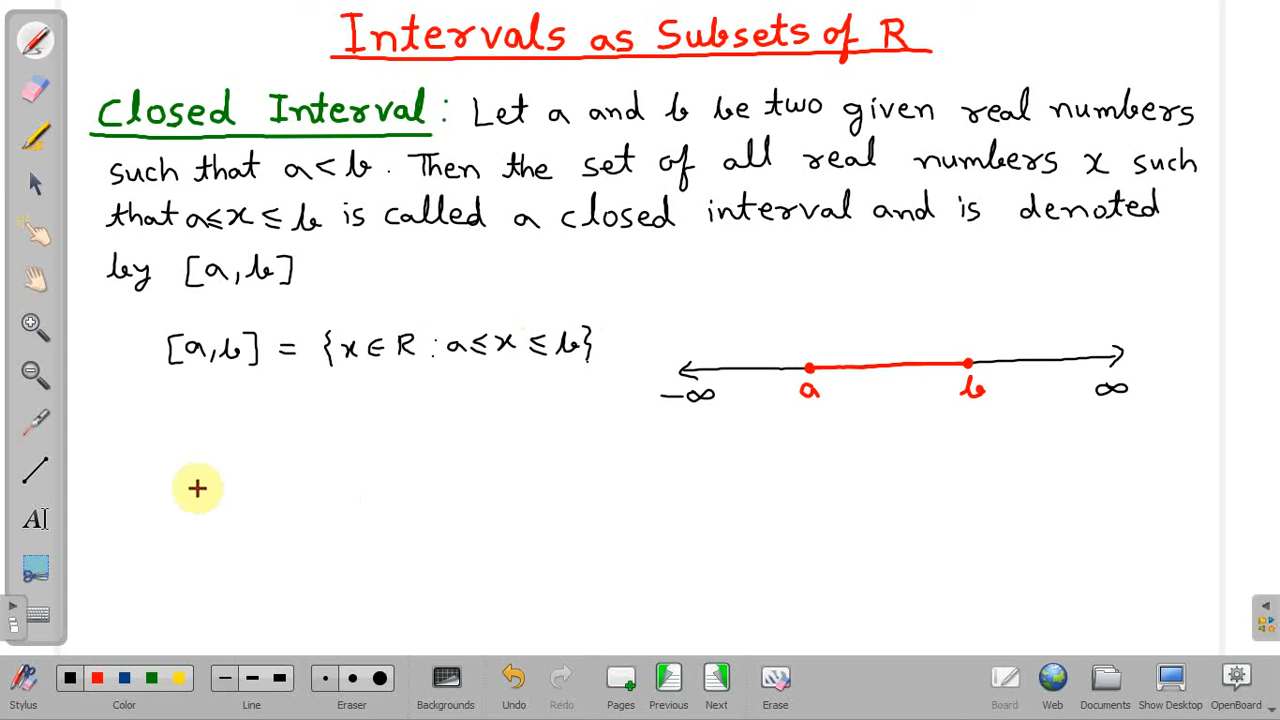 Intervals as Subsets of R
Closed Interval: Let a and b be two given real numbers
such that a < b. Then the set of all real numbers x such
that a ≤ x ≤ b is called a closed interval and is denoted
by [a, b]
[a, b] = {x ∈ R : a ≤ x ≤ b}
-∞ a b ∞
AI
Stylus Color Line Eraser Backgrounds Undo Redo Pages Previous Next Erase Board Web Documents Show Desktop OpenBoard